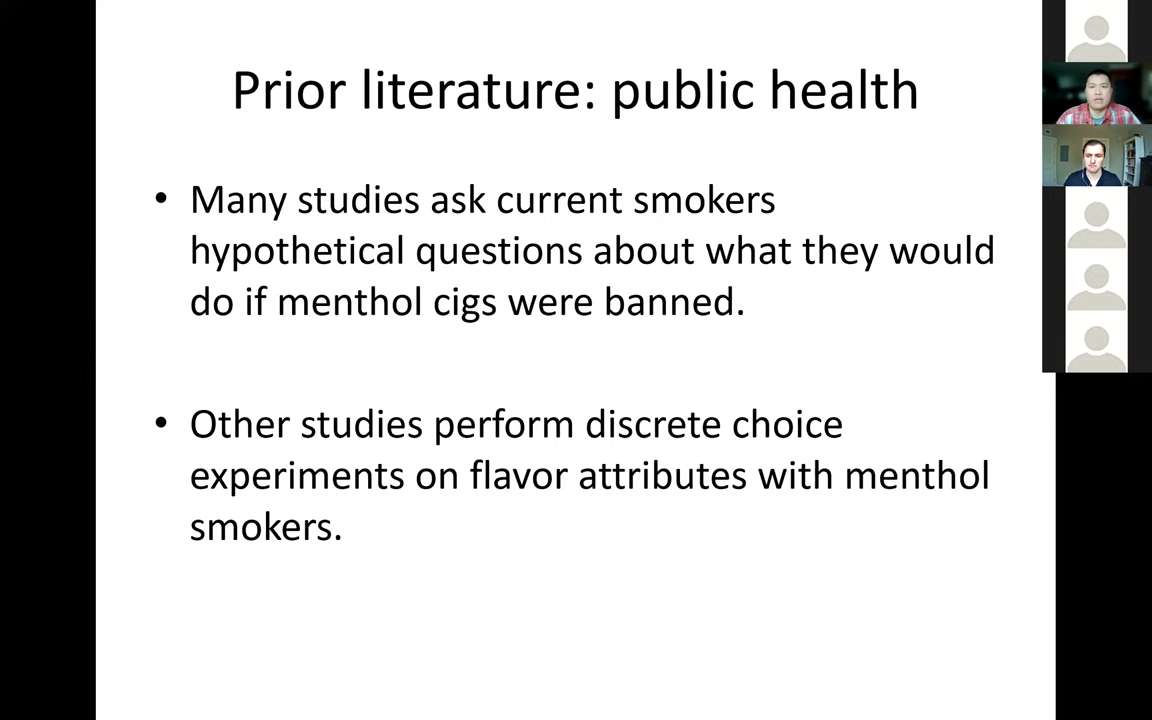 Prior literature: public health
• Many studies ask current smokers
hypothetical questions about what they would
do if menthol cigs were banned.
• Other studies perform discrete choice
experiments on flavor attributes with menthol
smokers.